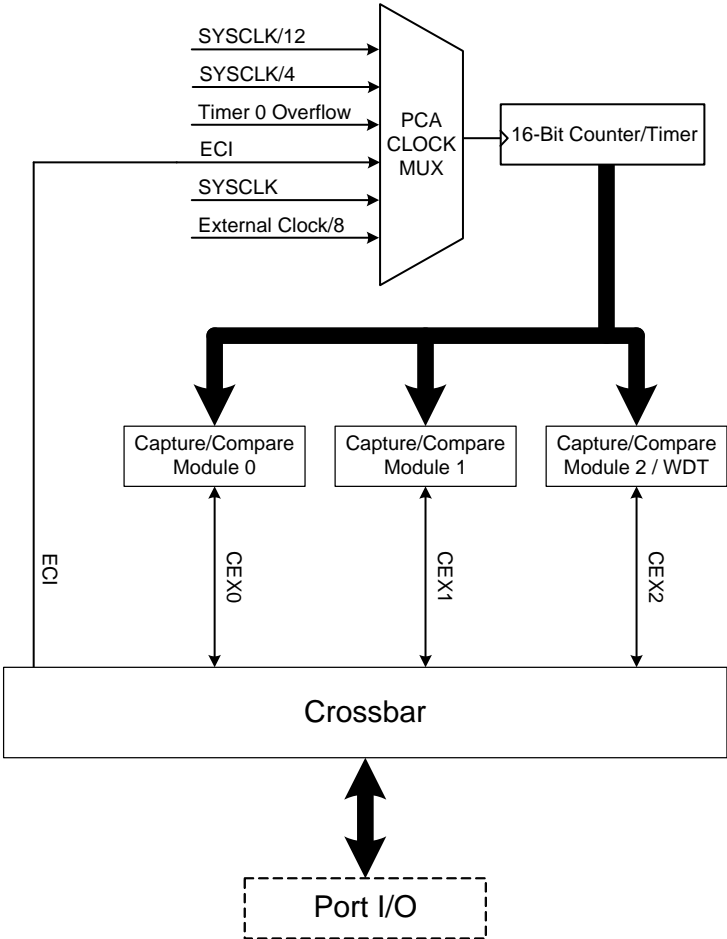 SYSCLK/12
SYSCLK/4
Timer 0 Overflow
ECI
SYSCLK
External Clock/8
PCA
CLOCK
MUX
16-Bit Counter/Timer
Capture/Compare
Module 0
Capture/Compare
Module 1
Capture/Compare
Module 2 / WDT
ECI
CEX0
CEX1
CEX2
Crossbar
Port I/O